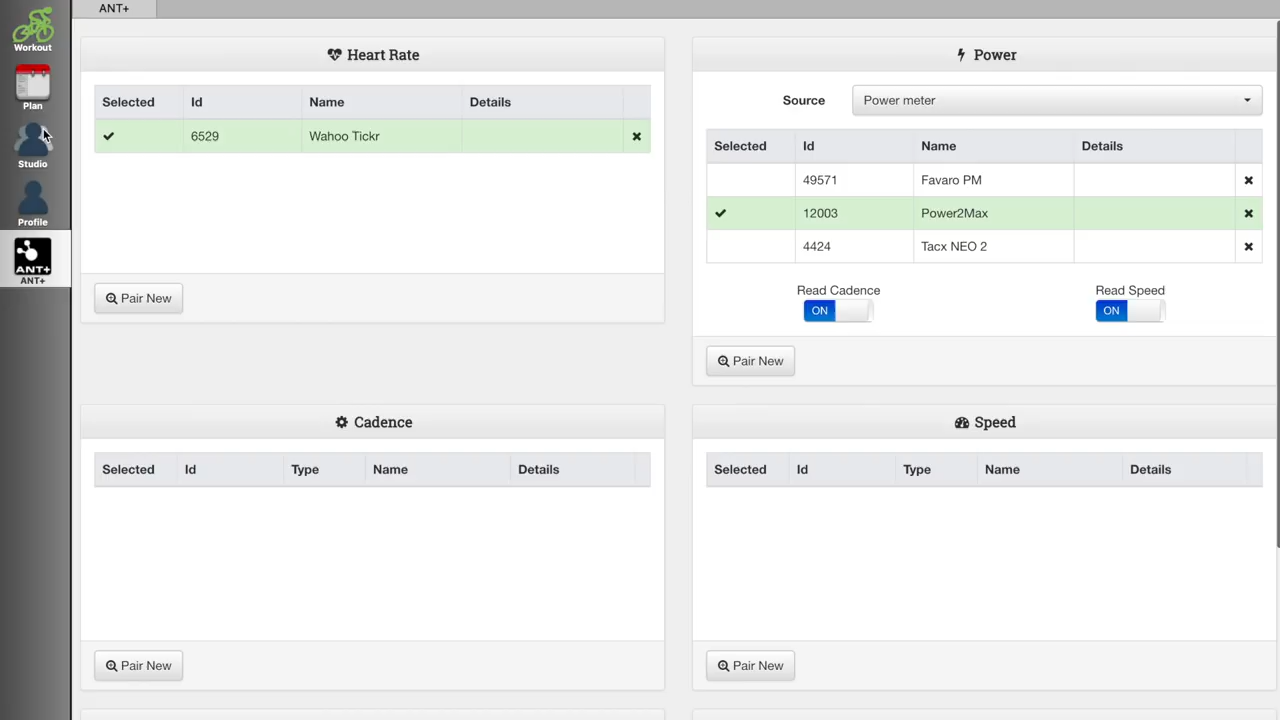 ANT+
Workout
Plan
Studio
Profile
ANT+
ANT+
Heart Rate
Selected Id Name Details
6529 Wahoo Tickr
Pair New
Power
Source Power meter
Selected Id Name Details
49571 Favaro PM
12003 Power2Max
4424 Tacx NEO 2
Read Cadence Read Speed
ON ON
Pair New
Cadence
Selected Id Type Name Details
Pair New
Speed
Selected Id Type Name Details
Pair New